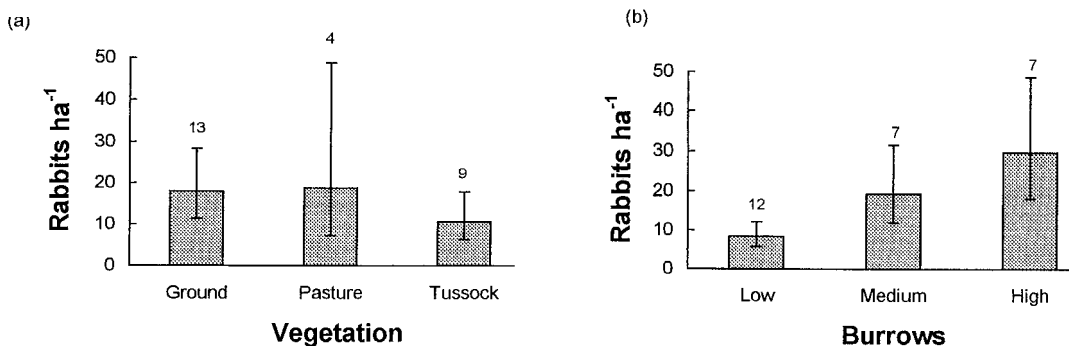 (a)
Rabbits ha⁻¹
50
40
30
20
10
0
13
4
9
Ground Pasture Tussock
Vegetation
(b)
Rabbits ha⁻¹
50
40
30
20
10
0
12
7
7
Low Medium High
Burrows